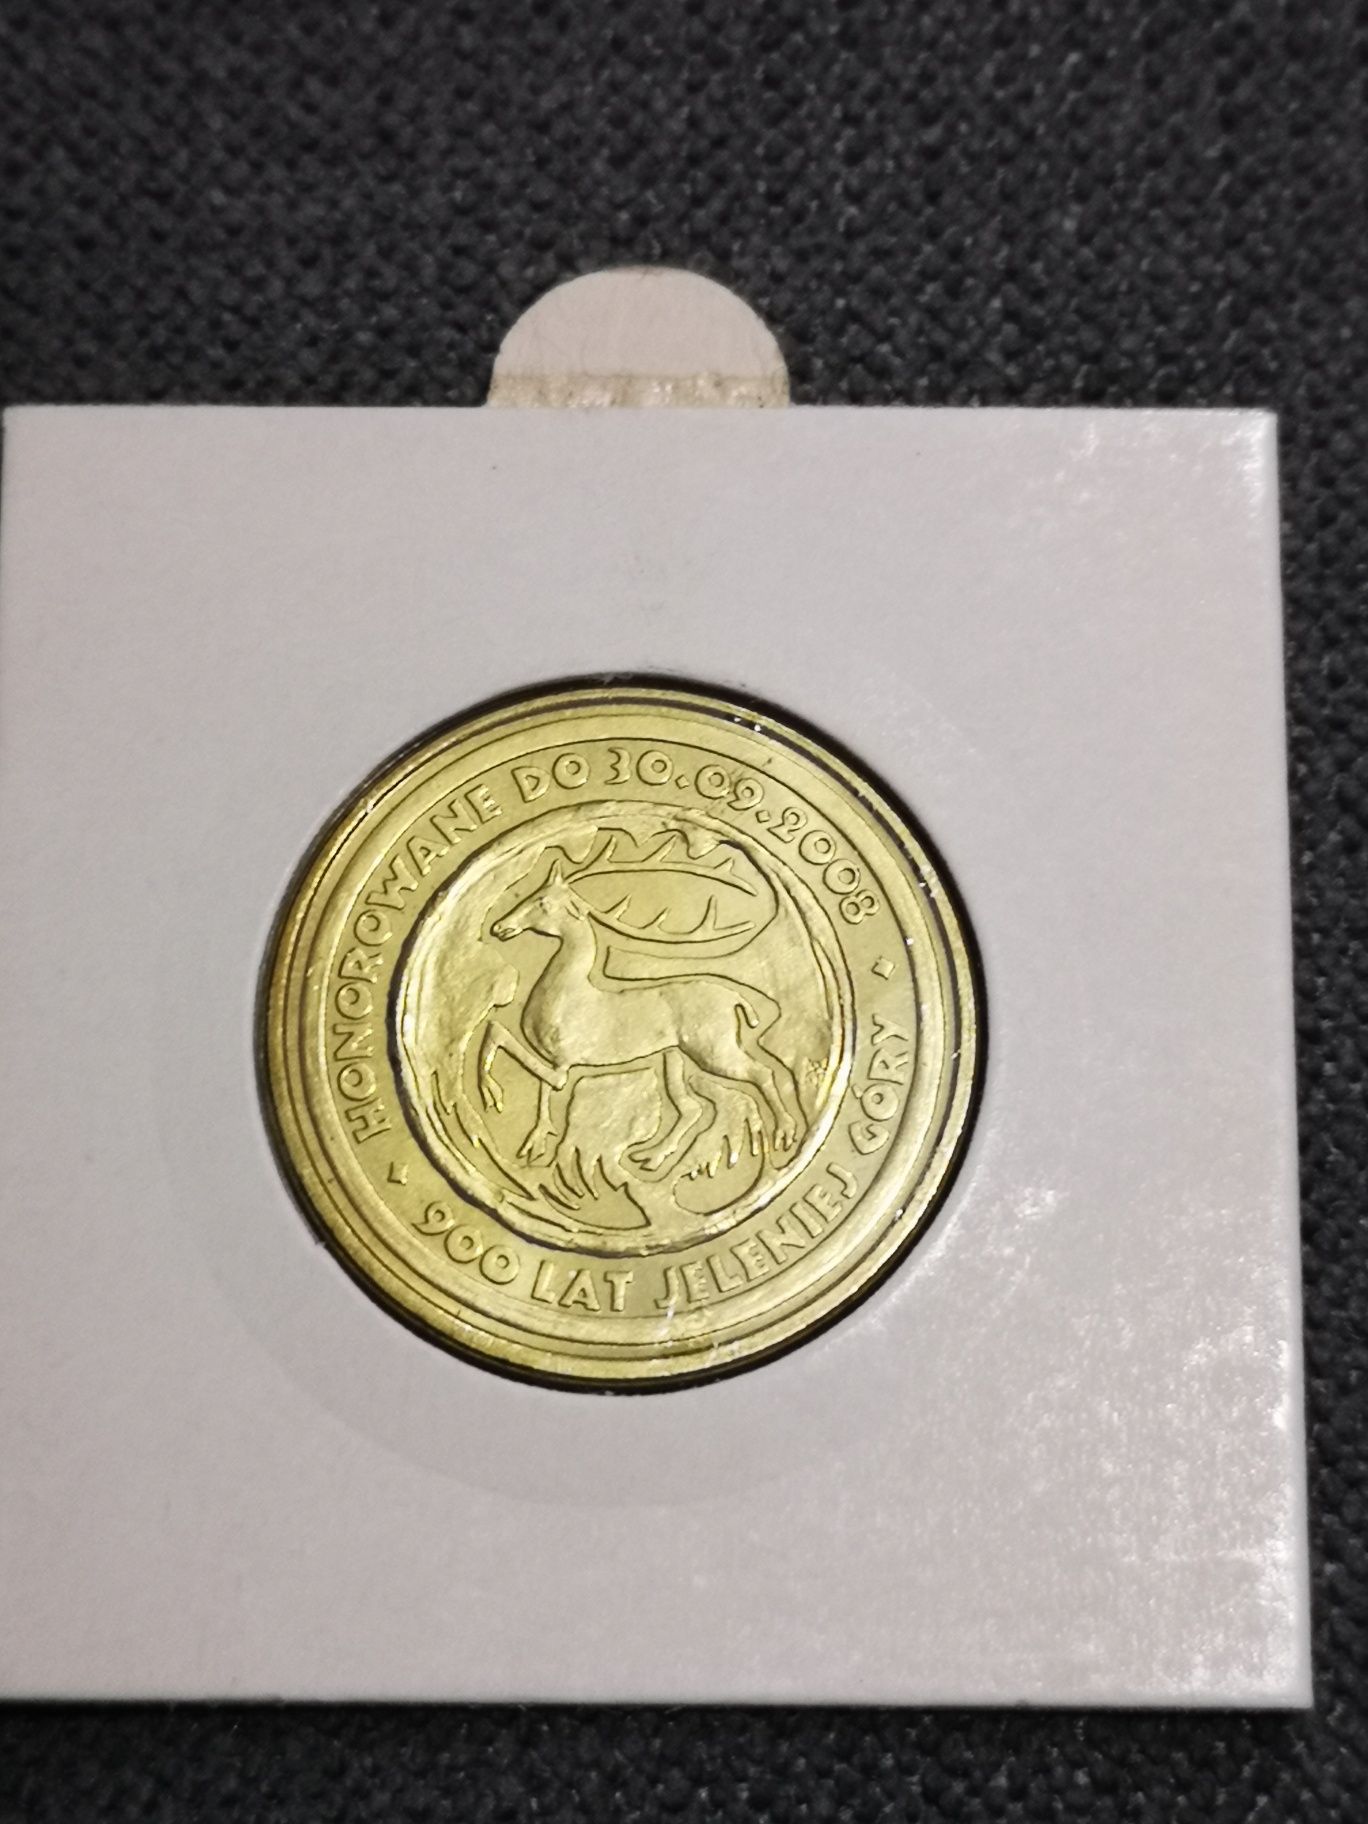 HONOROWANE DO 30.09.2008
900 LAT JELENIEJ GÓRY